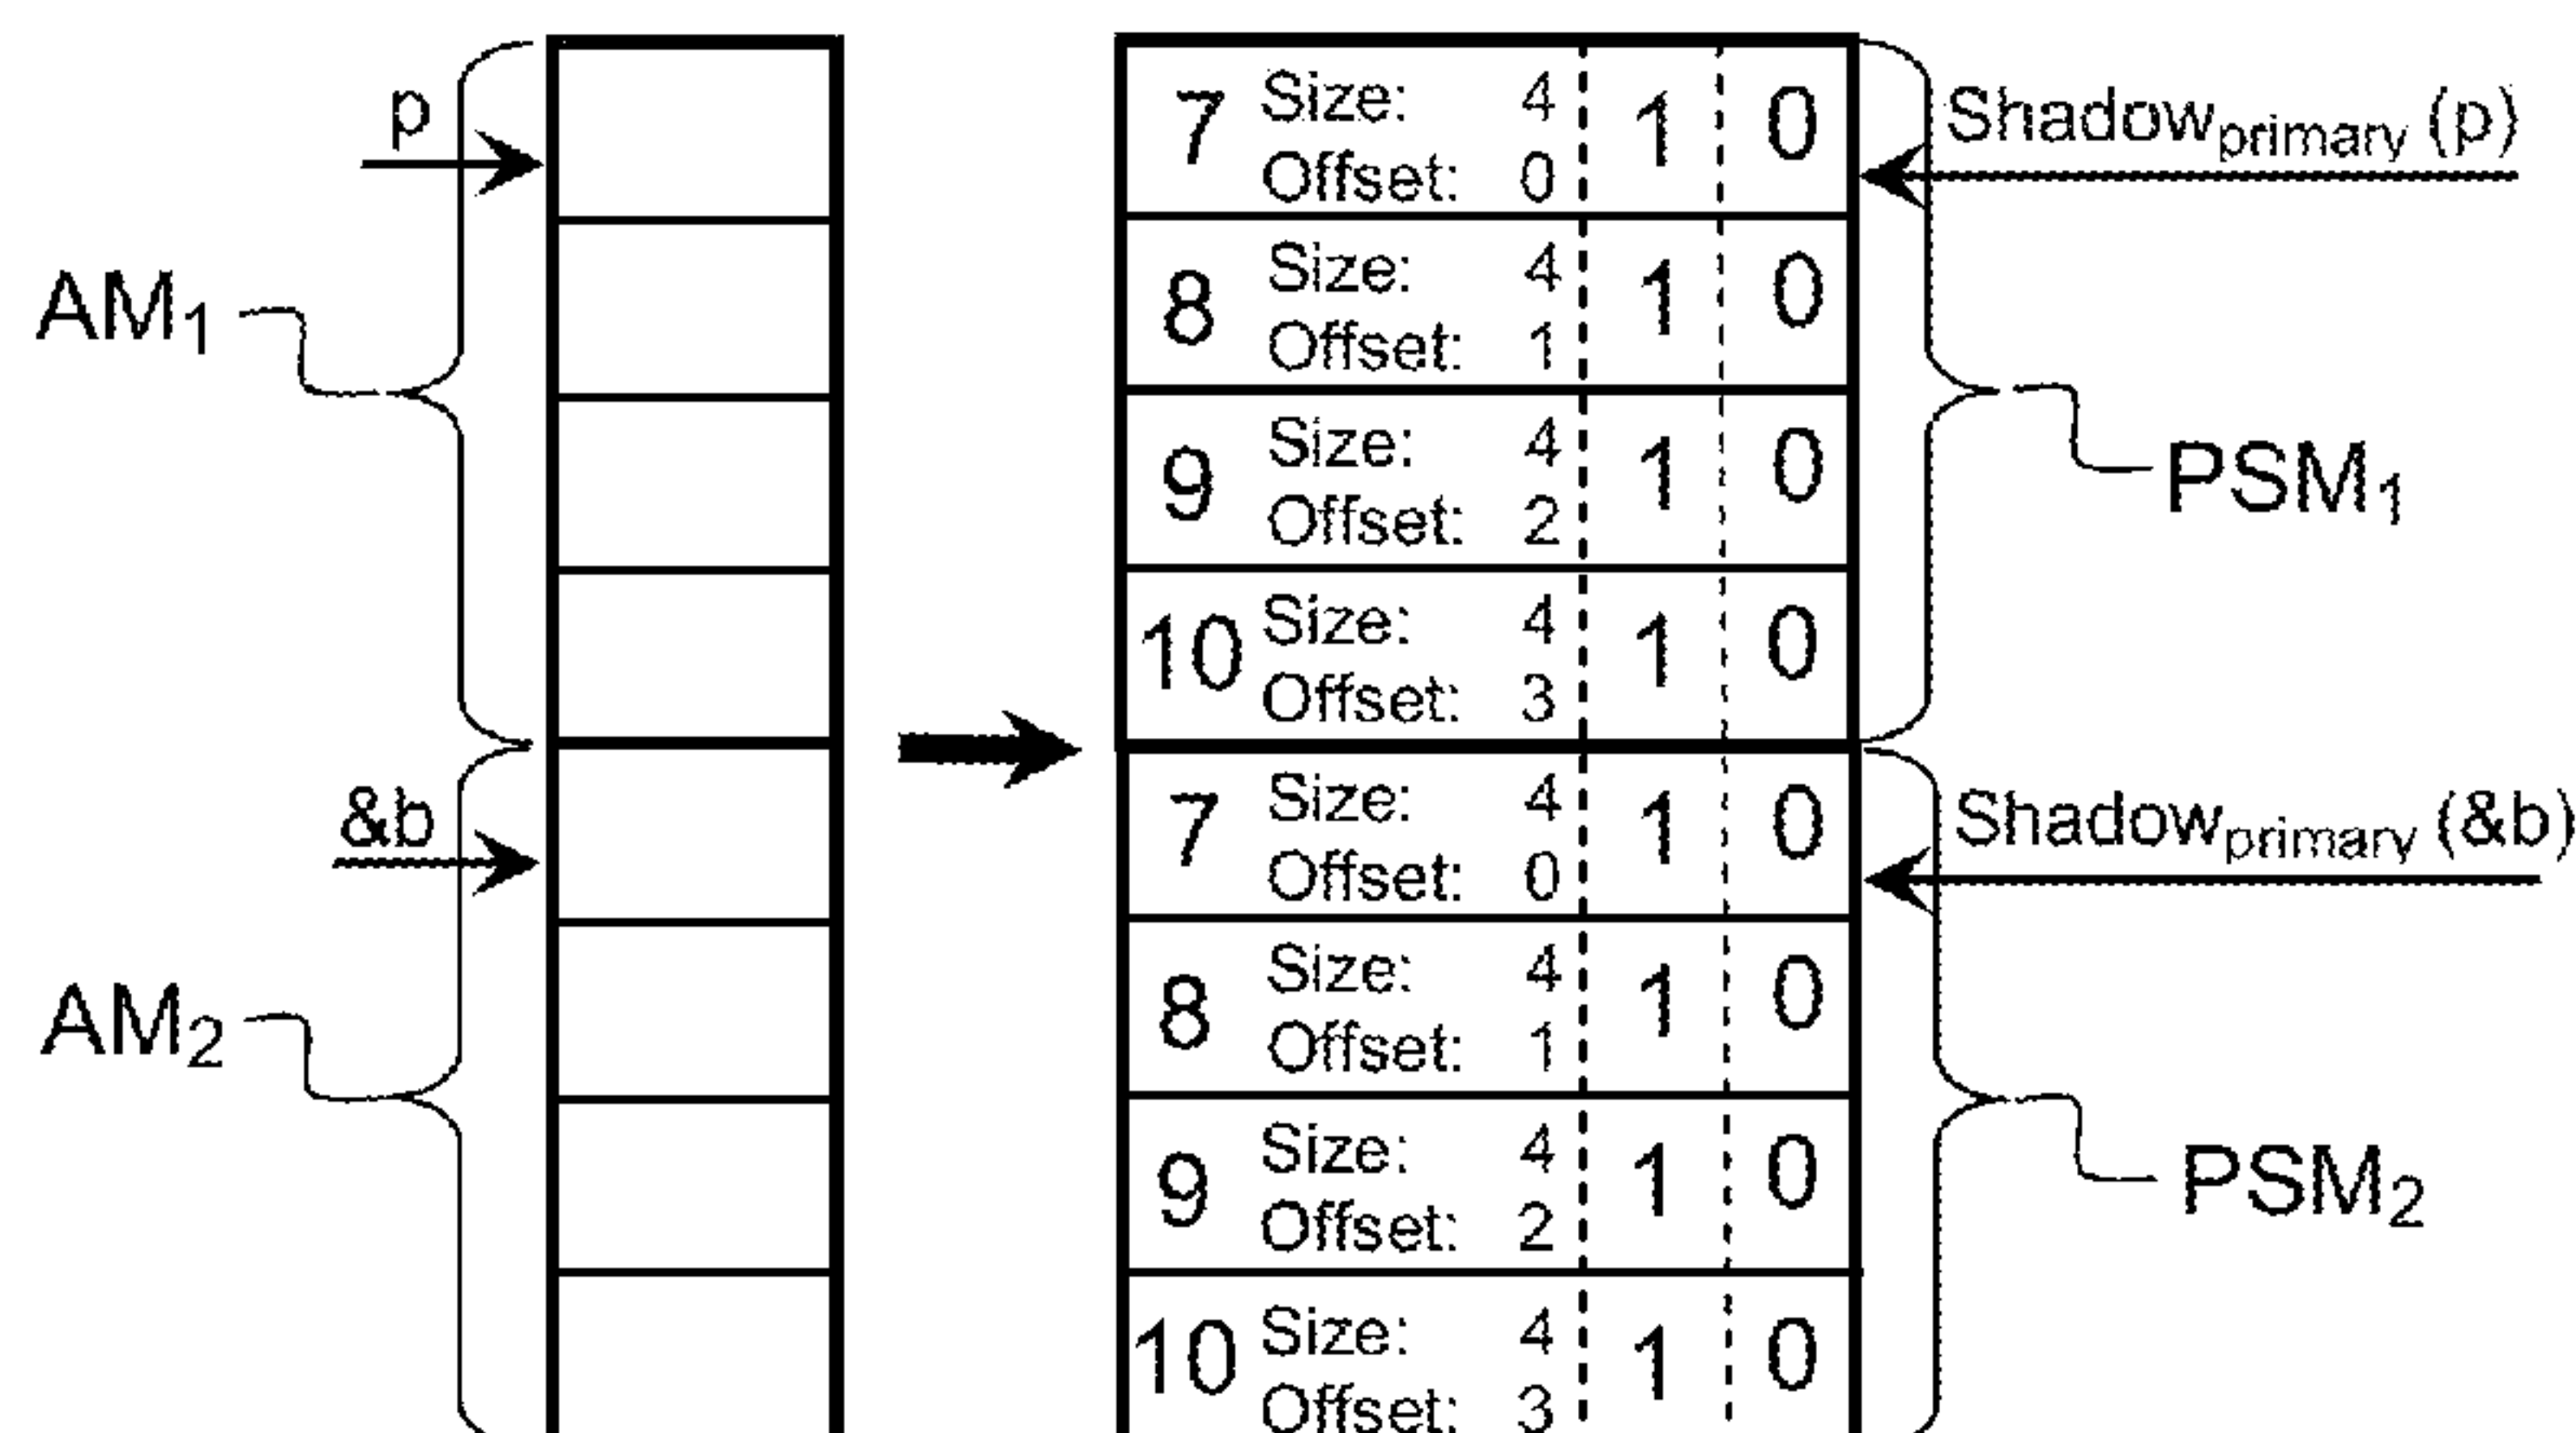 p
AM1
&b
AM2
7 Size: 4 1 0
Offset: 0
8 Size: 4 1 0
Offset: 1
9 Size: 4 1 0
Offset: 2
10 Size: 4 1 0
Offset: 3
7 Size: 4 1 0
Offset: 0
8 Size: 4 1 0
Offset: 1
9 Size: 4 1 0
Offset: 2
10 Size: 4 1 0
Offset: 3
Shadowprimary (p)
PSM1
Shadowprimary (&b)
PSM2